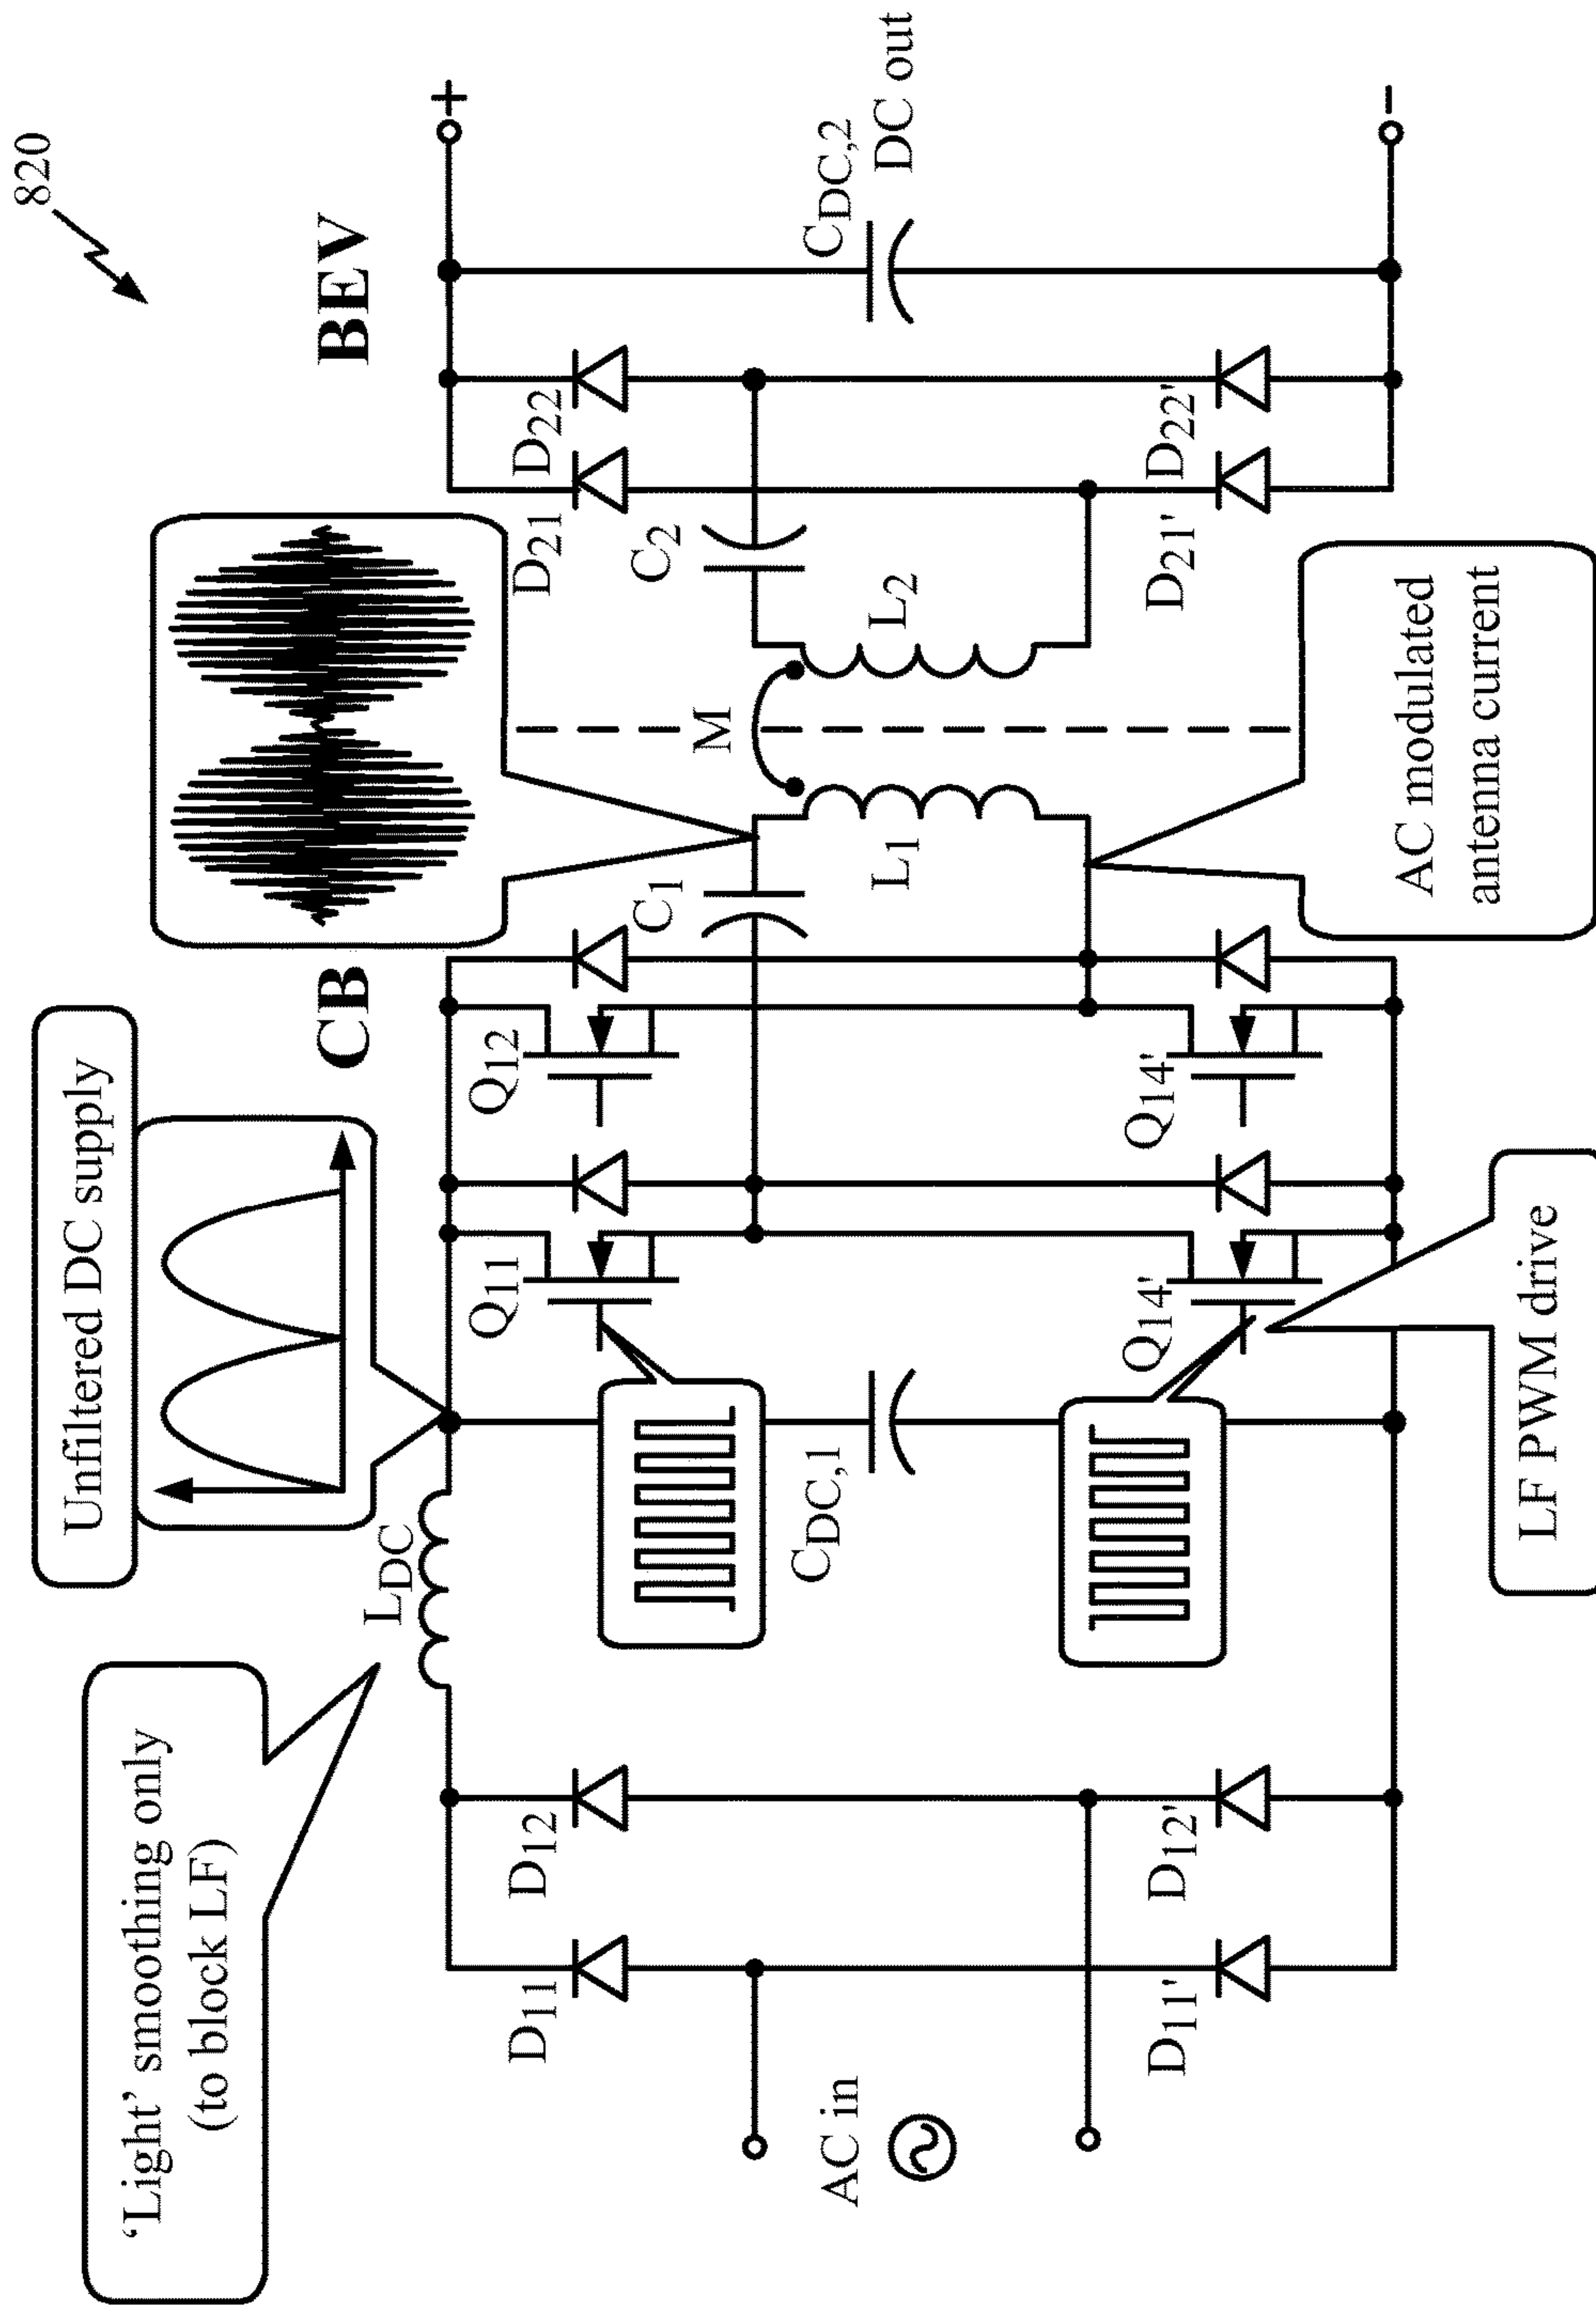 820
Unfiltered DC supply
'Light' smoothing only
(to block LF)
CB
BEV
+
L_DC
D11
D12
Q11
Q12
C1
M
C2
D21
D22
AC in
C_DC,1
L1
L2
C_DC,2
DC out
D11'
D12'
Q14'
Q14'
D21'
D22'
−
LF PWM drive
AC modulated
antenna current